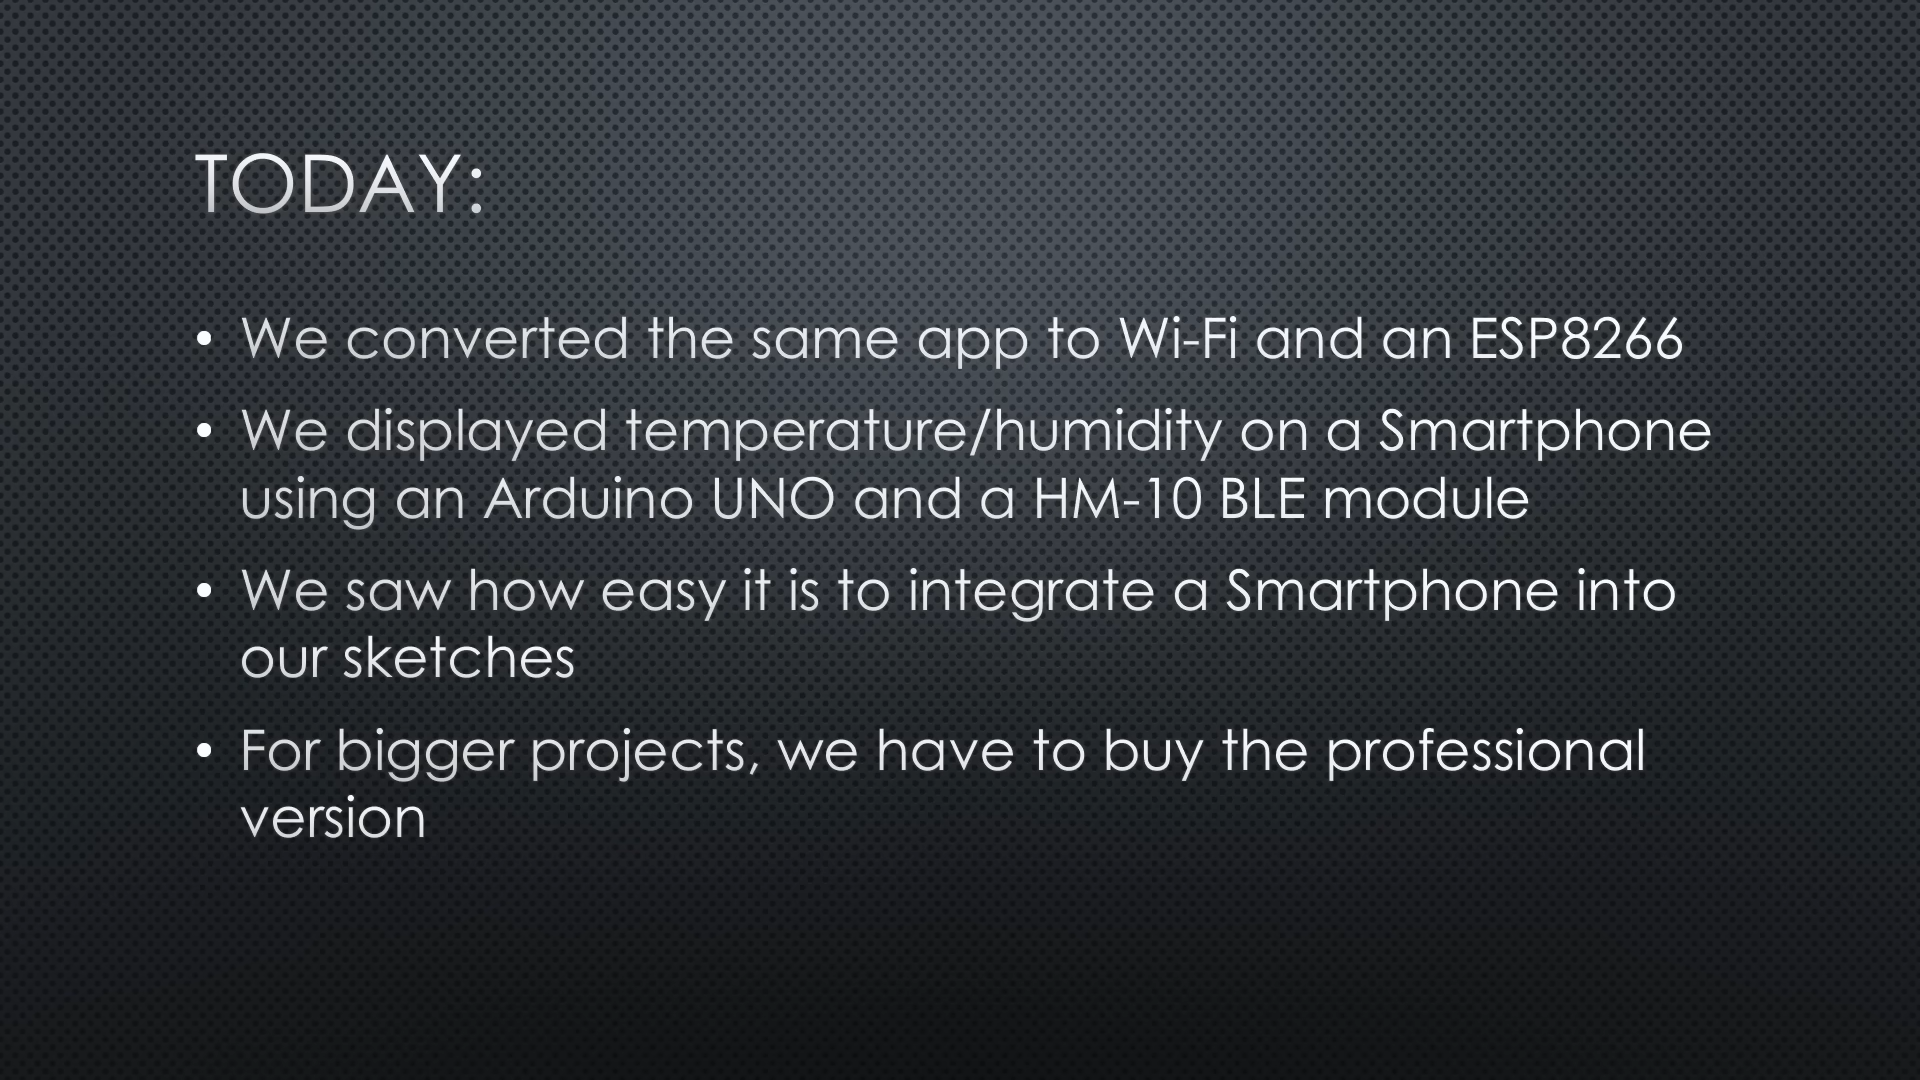 TODAY:
• We converted the same app to Wi-Fi and an ESP8266
• We displayed temperature/humidity on a Smartphone
using an Arduino UNO and a HM-10 BLE module
• We saw how easy it is to integrate a Smartphone into
our sketches
• For bigger projects, we have to buy the professional
version